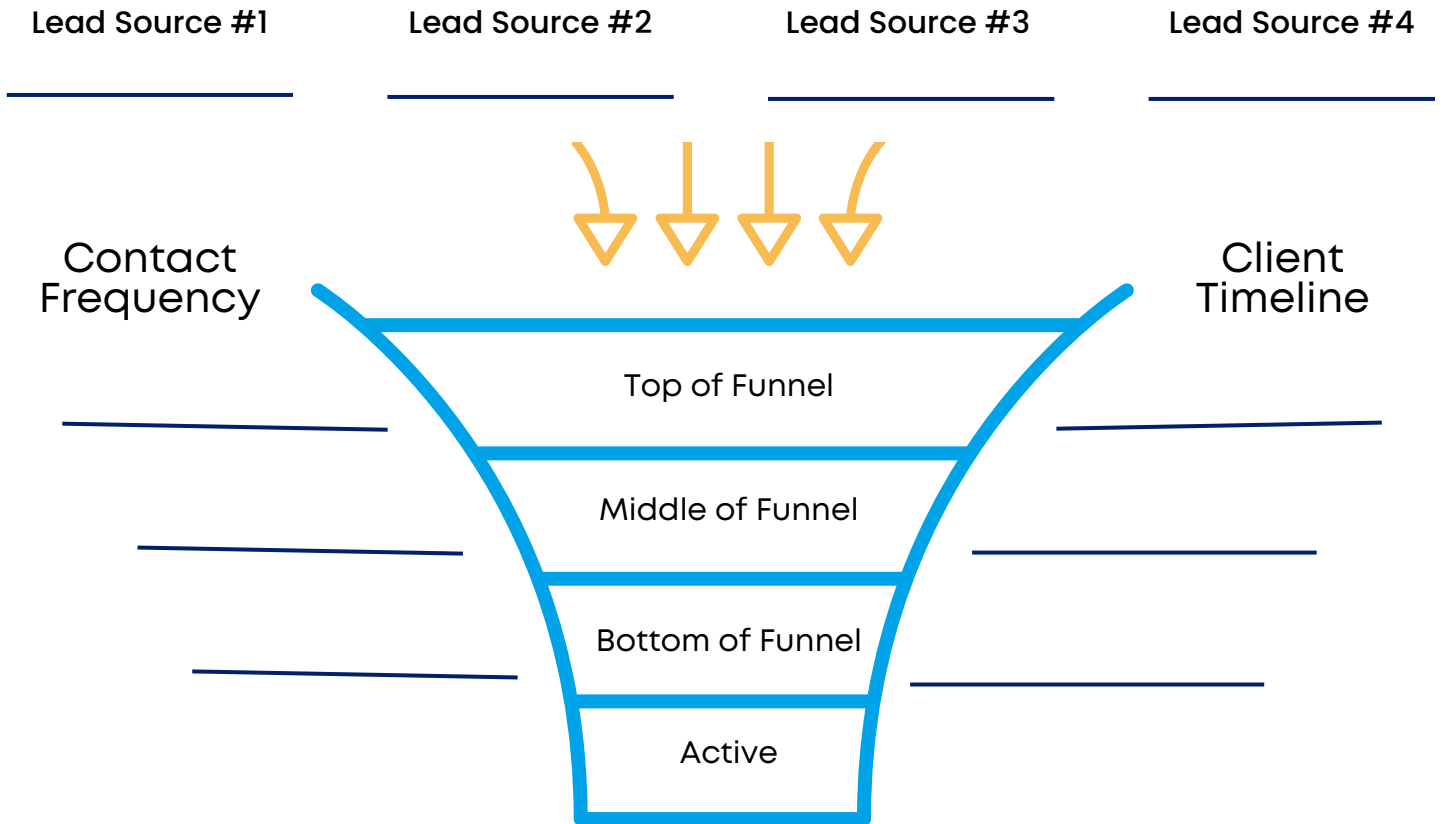 Lead Source #1
Lead Source #2
Lead Source #3
Lead Source #4
Contact
Frequency
Client
Timeline
Top of Funnel
Middle of Funnel
Bottom of Funnel
Active